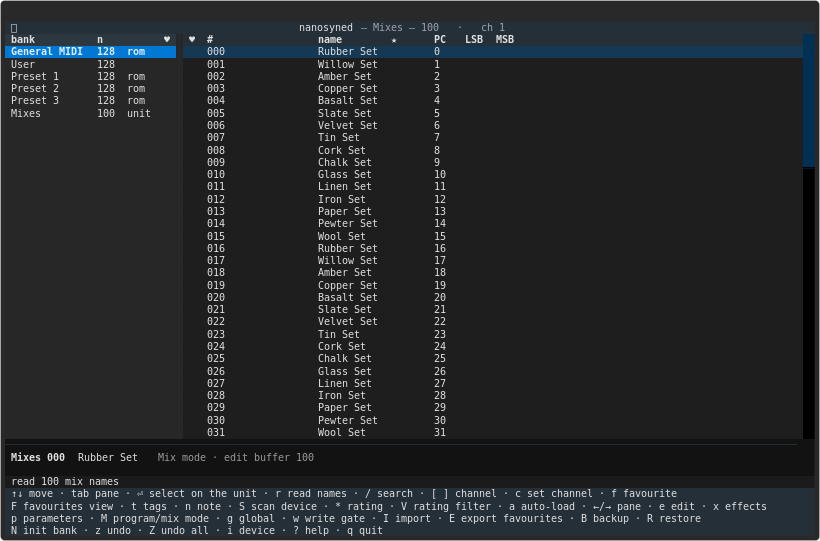 nanosyned — Mixes — 100 · ch 1
bank n ♥ ♥ # name ★ PC LSB MSB
General MIDI 128 rom 000 Rubber Set 0
User 128 001 Willow Set 1
Preset 1 128 rom 002 Amber Set 2
Preset 2 128 rom 003 Copper Set 3
Preset 3 128 rom 004 Basalt Set 4
Mixes 100 unit 005 Slate Set 5
006 Velvet Set 6
007 Tin Set 7
008 Cork Set 8
009 Chalk Set 9
010 Glass Set 10
011 Linen Set 11
012 Iron Set 12
013 Paper Set 13
014 Pewter Set 14
015 Wool Set 15
016 Rubber Set 16
017 Willow Set 17
018 Amber Set 18
019 Copper Set 19
020 Basalt Set 20
021 Slate Set 21
022 Velvet Set 22
023 Tin Set 23
024 Cork Set 24
025 Chalk Set 25
026 Glass Set 26
027 Linen Set 27
028 Iron Set 28
029 Paper Set 29
030 Pewter Set 30
031 Wool Set 31
Mixes 000 Rubber Set Mix mode · edit buffer 100
read 100 mix names
↑↓ move · tab pane · ⏎ select on the unit · r read names · / search · [ ] channel · c set channel · f favourite
F favourites view · t tags · n note · S scan device · * rating · V rating filter · a auto-load · ←/→ pane · e edit · x effects
p parameters · M program/mix mode · g global · w write gate · I import · E export favourites · B backup · R restore
N init bank · z undo · Z undo all · i device · ? help · q quit